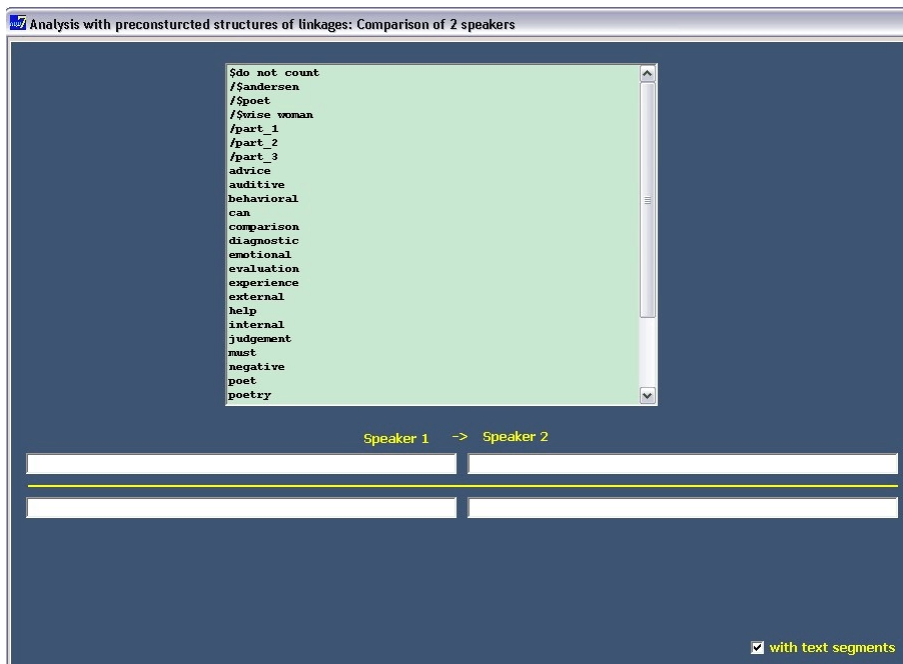 Analysis with preconsturcted structures of linkages: Comparison of 2 speakers
$do not count
/$andersen
/$poet
/$wise woman
/part_1
/part_2
/part_3
advice
auditive
behavioral
can
comparison
diagnostic
emotional
evaluation
experience
external
help
internal
judgement
must
negative
poet
poetry
Speaker 1 -> Speaker 2
with text segments